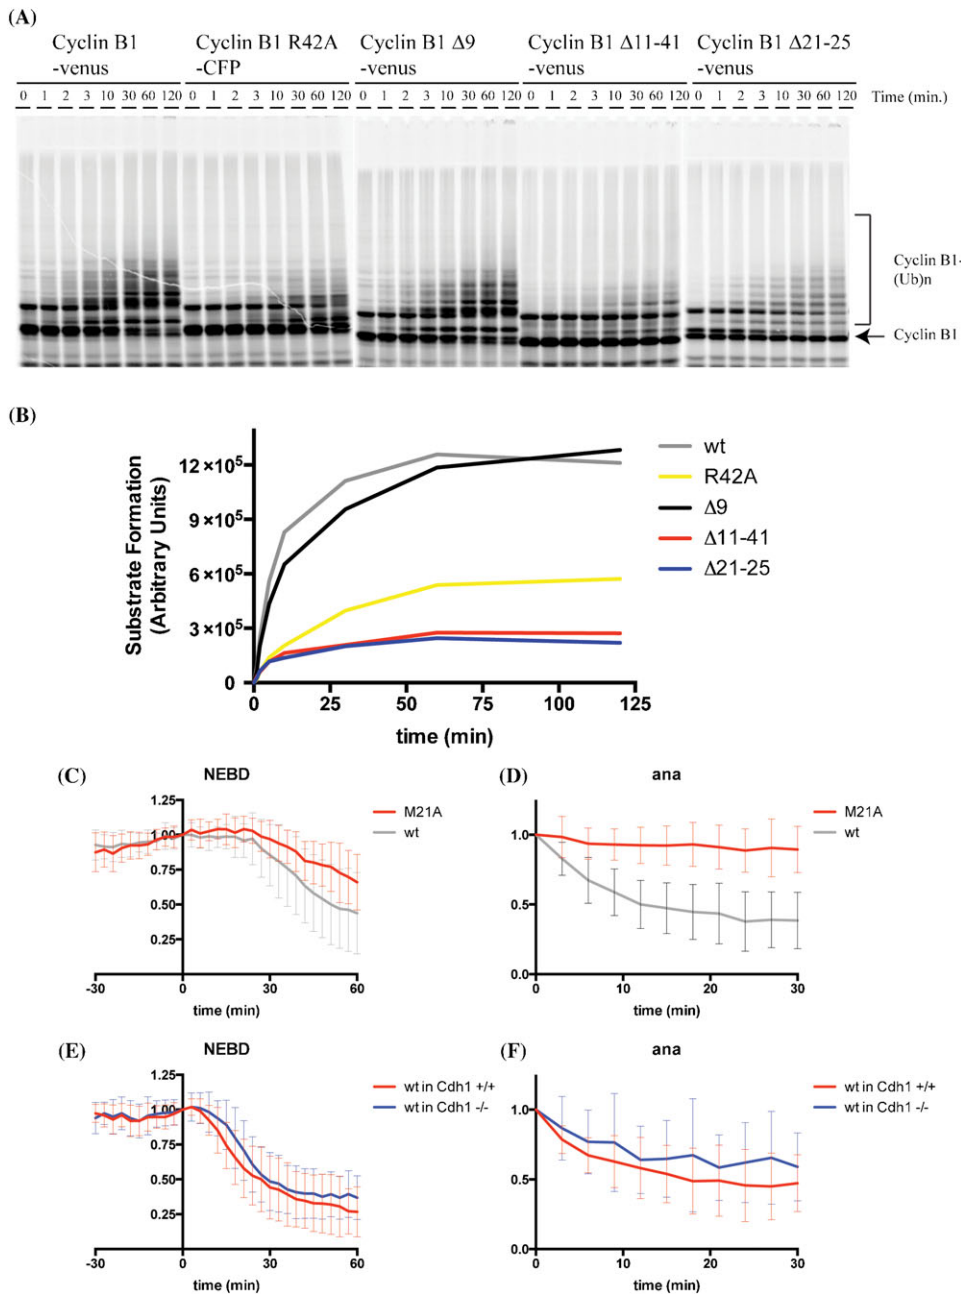 (A)
Cyclin B1 -venus
Cyclin B1 R42A -CFP
Cyclin B1 Δ9 -venus
Cyclin B1 Δ11-41 -venus
Cyclin B1 Δ21-25 -venus
0 1 2 3 10 30 60 120 0 1 2 3 10 30 60 120 0 1 2 3 10 30 60 120 0 1 2 3 10 30 60 120 0 1 2 3 10 30 60 120 Time (min.)
Cyclin B1-
(Ub)n
Cyclin B1
(B)
Substrate Formation
(Arbitrary Units)
12×10⁵
9×10⁵
6×10⁵
3×10⁵
0
0 25 50 75 100 125
time (min)
wt
R42A
Δ9
Δ11-41
Δ21-25
(C)
NEBD
1.25
1.00
0.75
0.50
0.25
-30 0 30 60
time (min)
M21A
wt
(D)
ana
1.0
0.5
0.0
0 10 20 30
time (min)
M21A
wt
(E)
NEBD
1.25
1.00
0.75
0.50
0.25
-30 0 30 60
time (min)
wt in Cdh1 +/+
wt in Cdh1 -/-
(F)
ana
1.0
0.5
0.0
0 10 20 30
time (min)
wt in Cdh1 +/+
wt in Cdh1 -/-